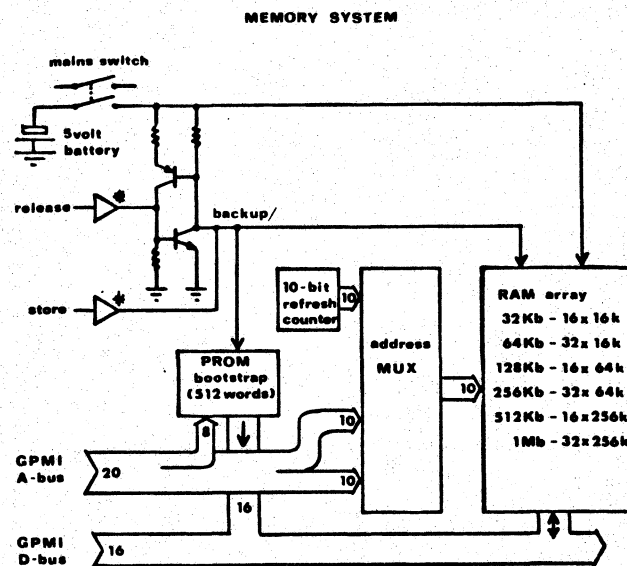 MEMORY SYSTEM
mains switch
5volt
battery
release
*
backup/
store
*
10-bit
refresh
counter
10
address
MUX
10
RAM array
32Kb - 16x 16k
64Kb - 32x 16k
128Kb - 16x 64k
256Kb - 32x 64k
512Kb - 16x256k
1Mb - 32x256k
PROM
bootstrap
(512 words)
8
10
10
GPMI
A-bus
20
16
GPMI
D-bus
16